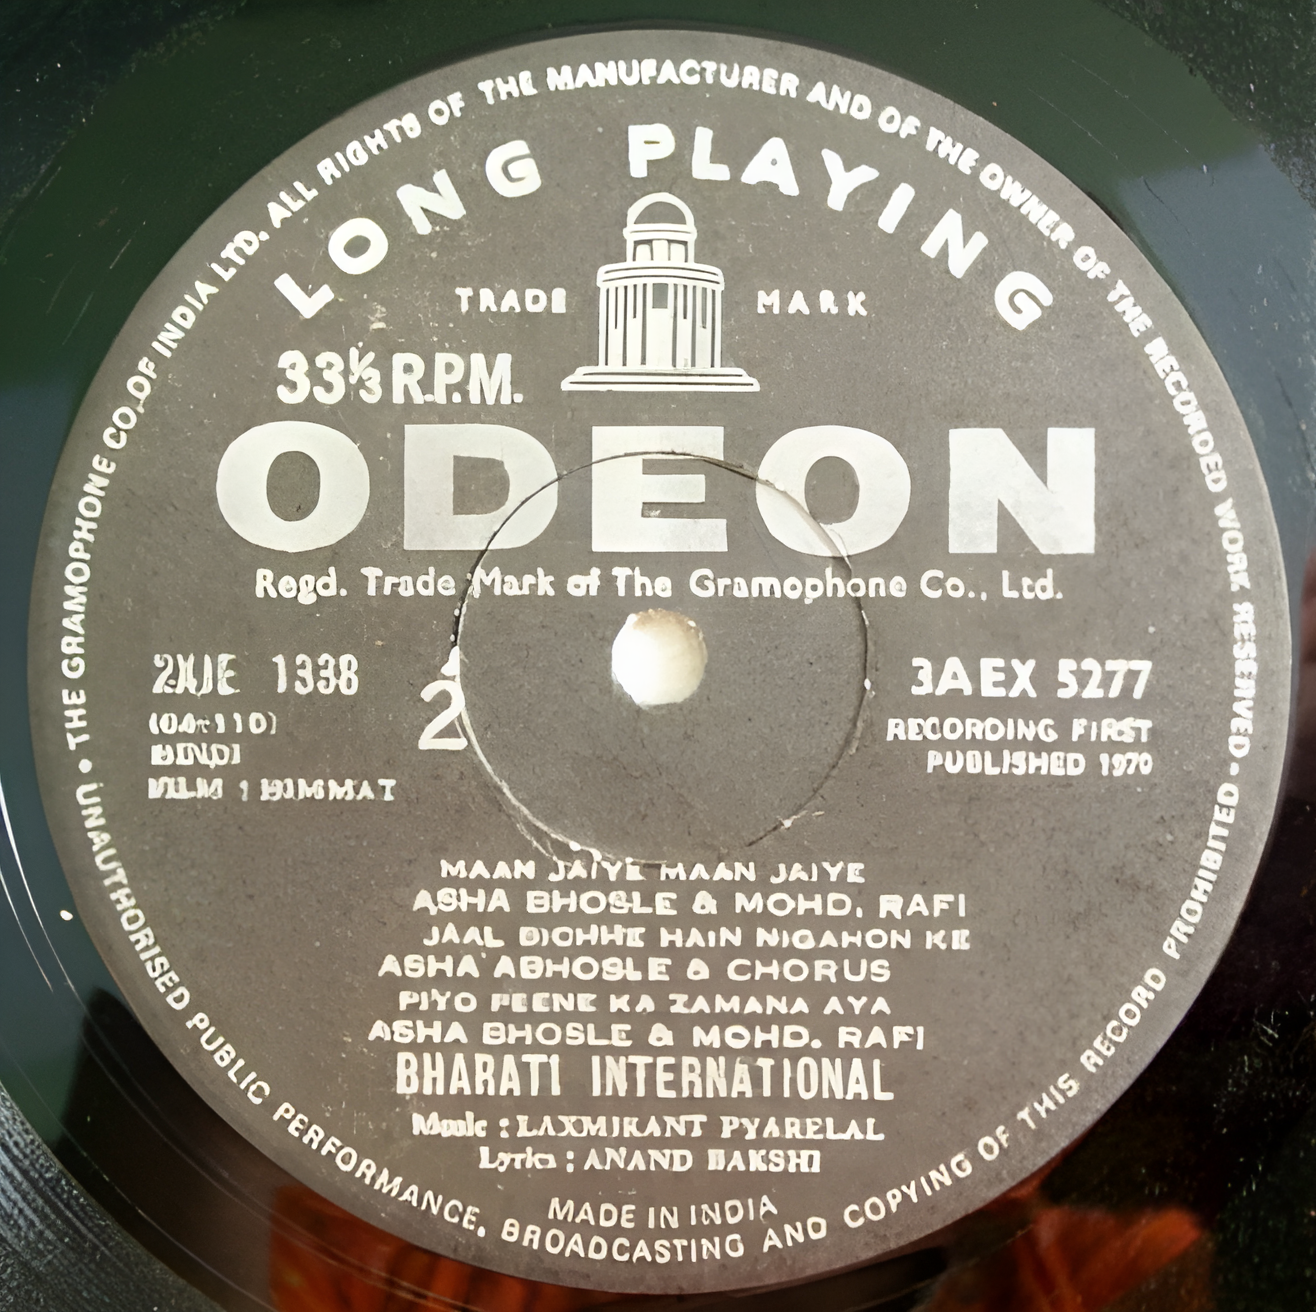 THE GRAMOPHONE CO. OF INDIA LTD. ALL RIGHTS OF THE MANUFACTURER AND OF THE OWNER OF THE RECORDED WORK RESERVED •
UNAUTHORISED PUBLIC PERFORMANCE, BROADCASTING AND COPYING OF THIS RECORD PROHIBITED •
LONG PLAYING
TRADE MARK
33⅓ R.P.M.
ODEON
Regd. Trade Mark of The Gramophone Co., Ltd.
1338
2
3AEX 5277
RECORDING FIRST
PUBLISHED 1970
HINDI
FILM : HIMMAT
MAAN JAIYE MAAN JAIYE
ASHA BHOSLE & MOHD. RAFI
JAAL HAIN NIGAHON KE
ASHA ABHOSLE & CHORUS
PIYO PEENE KA ZAMANA AYA
ASHA BHOSLE & MOHD. RAFI
BHARATI INTERNATIONAL
Music : LAXMIKANT PYARELAL
Lyrics : ANAND BAKSHI
MADE IN INDIA